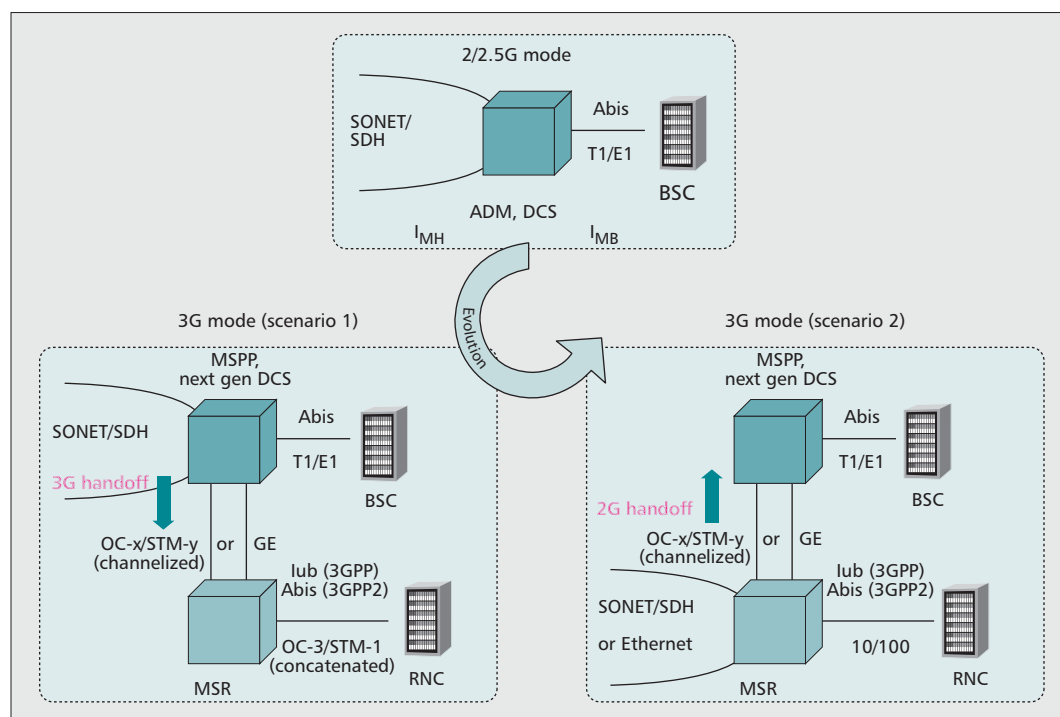 2/2.5G mode
SONET/
SDH
Abis
T1/E1
BSC
ADM, DCS
IMH
IMB
Evolution
3G mode (scenario 1)
MSPP,
next gen DCS
SONET/SDH
Abis
T1/E1
BSC
3G handoff
OC-x/STM-y
(channelized)
or
GE
Iub (3GPP)
Abis (3GPP2)
OC-3/STM-1
(concatenated)
RNC
MSR
3G mode (scenario 2)
MSPP,
next gen DCS
Abis
T1/E1
BSC
2G handoff
OC-x/STM-y
(channelized)
or
GE
Iub (3GPP)
Abis (3GPP2)
SONET/SDH
or Ethernet
10/100
RNC
MSR